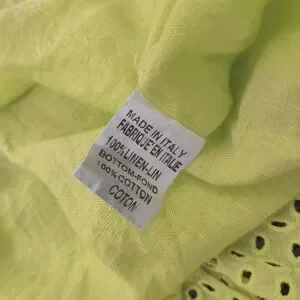 MADE IN ITALY
FABRIQUE EN ITALIE
100%LINEN-LIN
BOTTOM-FOND
100%COTTON
COTON